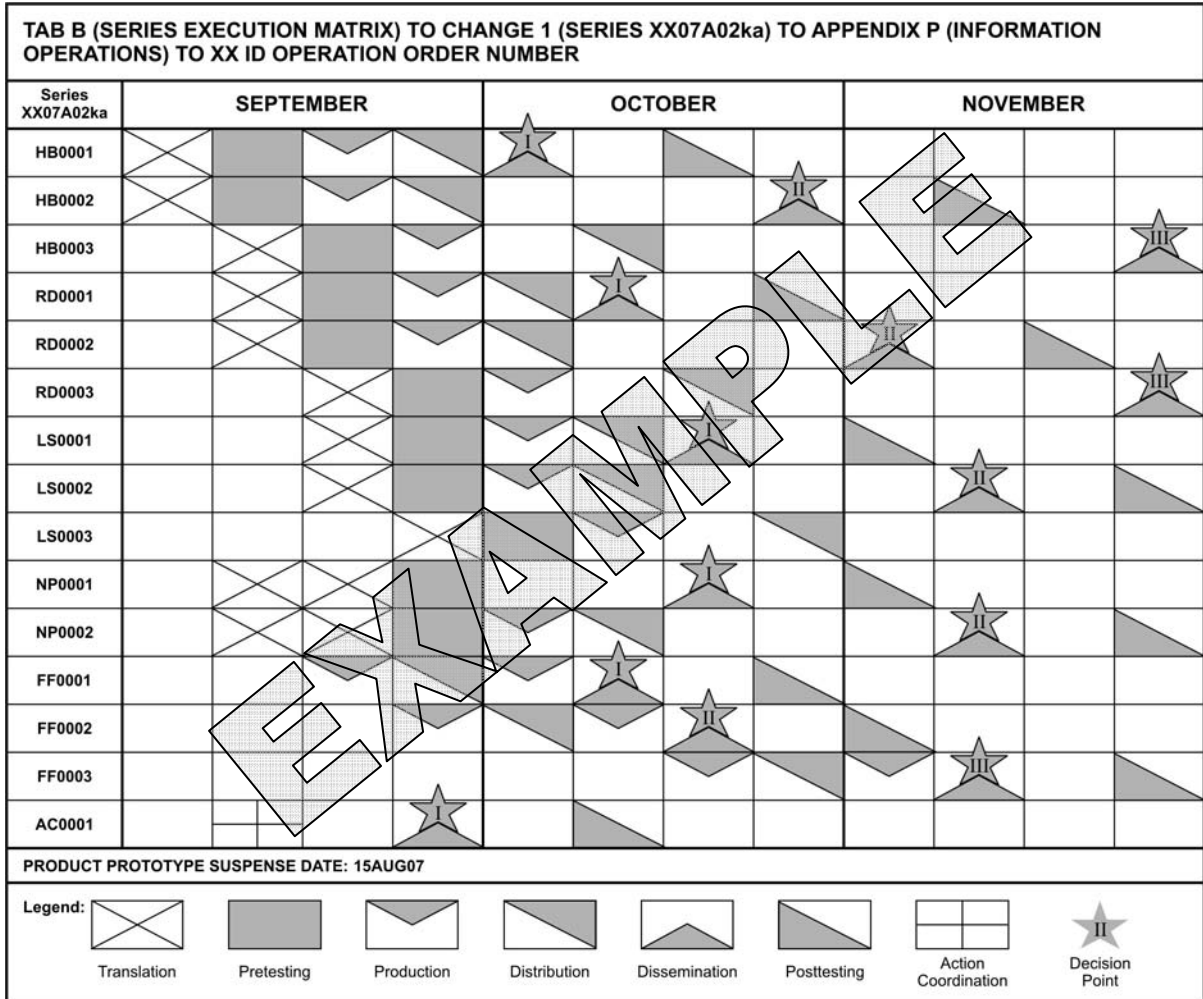 TAB B (SERIES EXECUTION MATRIX) TO CHANGE 1 (SERIES XX07A02ka) TO APPENDIX P (INFORMATION
OPERATIONS) TO XX ID OPERATION ORDER NUMBER
Series
XX07A02ka
SEPTEMBER
OCTOBER
NOVEMBER
HB0001
I
HB0002
II
HB0003
III
RD0001
I
RD0002
II
RD0003
III
LS0001
I
LS0002
II
LS0003
NP0001
I
NP0002
II
FF0001
I
FF0002
II
FF0003
III
AC0001
I
EXAMPLE
PRODUCT PROTOTYPE SUSPENSE DATE: 15AUG07
Legend:
II
Translation
Pretesting
Production
Distribution
Dissemination
Posttesting
Action
Coordination
Decision
Point